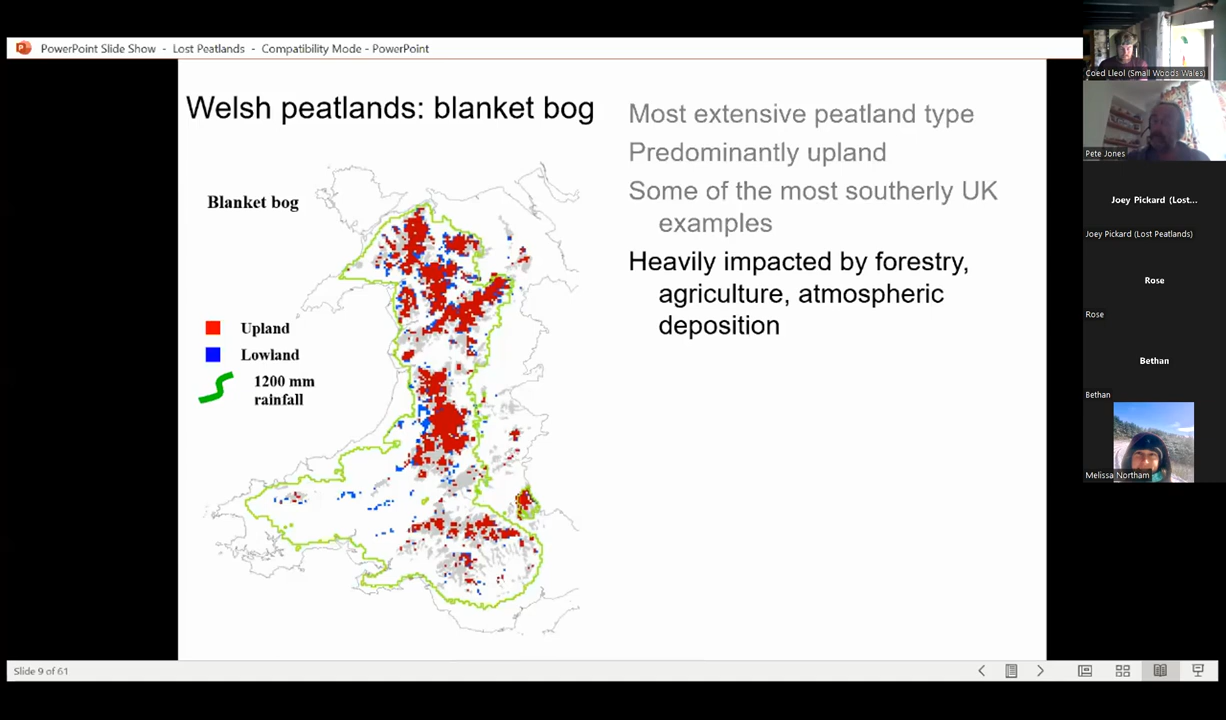 PowerPoint Slide Show - Lost Peatlands - Compatibility Mode - PowerPoint
Welsh peatlands: blanket bog
Blanket bog
Upland
Lowland
1200 mm
rainfall
Most extensive peatland type
Predominantly upland
Some of the most southerly UK
examples
Heavily impacted by forestry,
agriculture, atmospheric
deposition
Slide 9 of 61
Coed Lleol (Small Woods Wales)
Pete Jones
Joey Pickard (Lost...
Joey Pickard (Lost Peatlands)
Rose
Rose
Bethan
Bethan
Melissa Northam